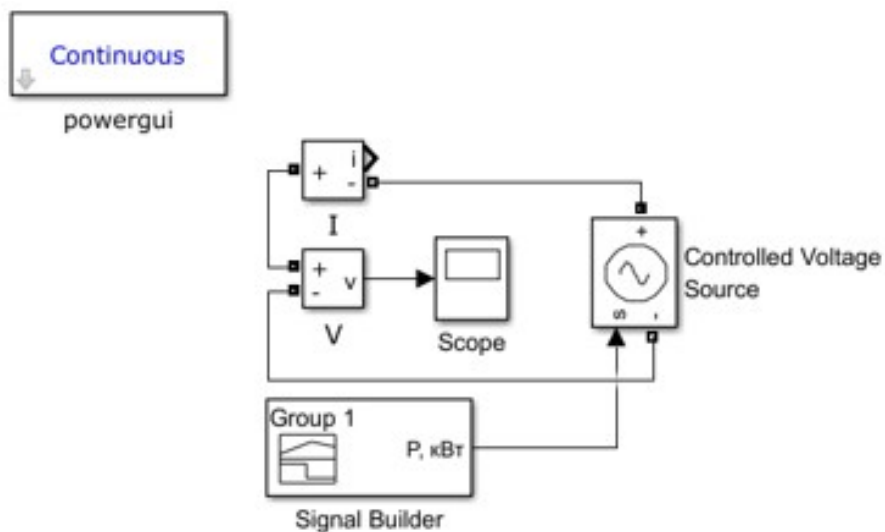 Continuous
powergui
+
i
-
I
+
-
v
V
Scope
+
s
-
Controlled Voltage
Source
Group 1
P, кВт
Signal Builder